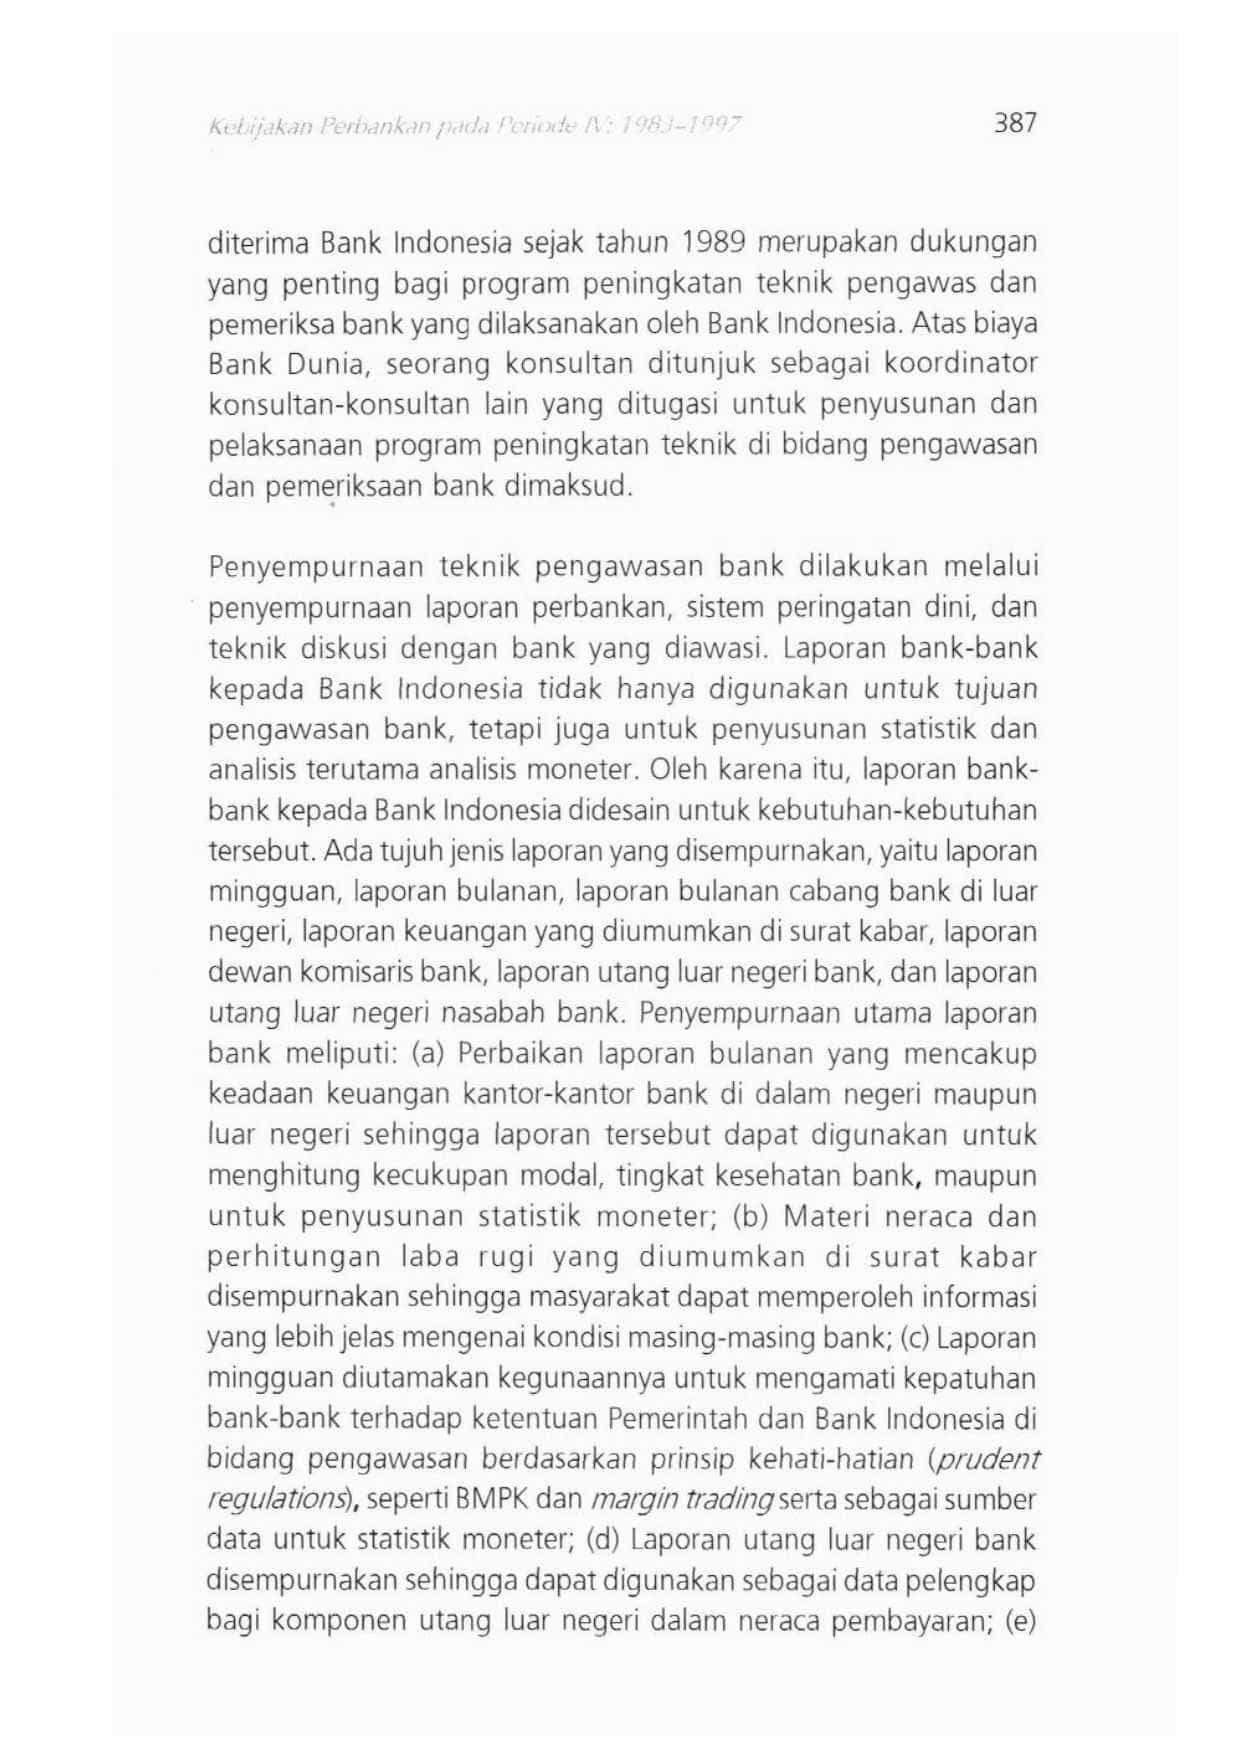 Kebijakan Perbankan pada Periode IV: 1983–1997 387
diterima Bank Indonesia sejak tahun 1989 merupakan dukungan
yang penting bagi program peningkatan teknik pengawas dan
pemeriksa bank yang dilaksanakan oleh Bank Indonesia. Atas biaya
Bank Dunia, seorang konsultan ditunjuk sebagai koordinator
konsultan-konsultan lain yang ditugasi untuk penyusunan dan
pelaksanaan program peningkatan teknik di bidang pengawasan
dan pemeriksaan bank dimaksud.
Penyempurnaan teknik pengawasan bank dilakukan melalui
penyempurnaan laporan perbankan, sistem peringatan dini, dan
teknik diskusi dengan bank yang diawasi. Laporan bank-bank
kepada Bank Indonesia tidak hanya digunakan untuk tujuan
pengawasan bank, tetapi juga untuk penyusunan statistik dan
analisis terutama analisis moneter. Oleh karena itu, laporan bank-
bank kepada Bank Indonesia didesain untuk kebutuhan-kebutuhan
tersebut. Ada tujuh jenis laporan yang disempurnakan, yaitu laporan
mingguan, laporan bulanan, laporan bulanan cabang bank di luar
negeri, laporan keuangan yang diumumkan di surat kabar, laporan
dewan komisaris bank, laporan utang luar negeri bank, dan laporan
utang luar negeri nasabah bank. Penyempurnaan utama laporan
bank meliputi: (a) Perbaikan laporan bulanan yang mencakup
keadaan keuangan kantor-kantor bank di dalam negeri maupun
luar negeri sehingga laporan tersebut dapat digunakan untuk
menghitung kecukupan modal, tingkat kesehatan bank, maupun
untuk penyusunan statistik moneter; (b) Materi neraca dan
perhitungan laba rugi yang diumumkan di surat kabar
disempurnakan sehingga masyarakat dapat memperoleh informasi
yang lebih jelas mengenai kondisi masing-masing bank; (c) Laporan
mingguan diutamakan kegunaannya untuk mengamati kepatuhan
bank-bank terhadap ketentuan Pemerintah dan Bank Indonesia di
bidang pengawasan berdasarkan prinsip kehati-hatian (prudent
regulations), seperti BMPK dan margin trading serta sebagai sumber
data untuk statistik moneter; (d) Laporan utang luar negeri bank
disempurnakan sehingga dapat digunakan sebagai data pelengkap
bagi komponen utang luar negeri dalam neraca pembayaran; (e)